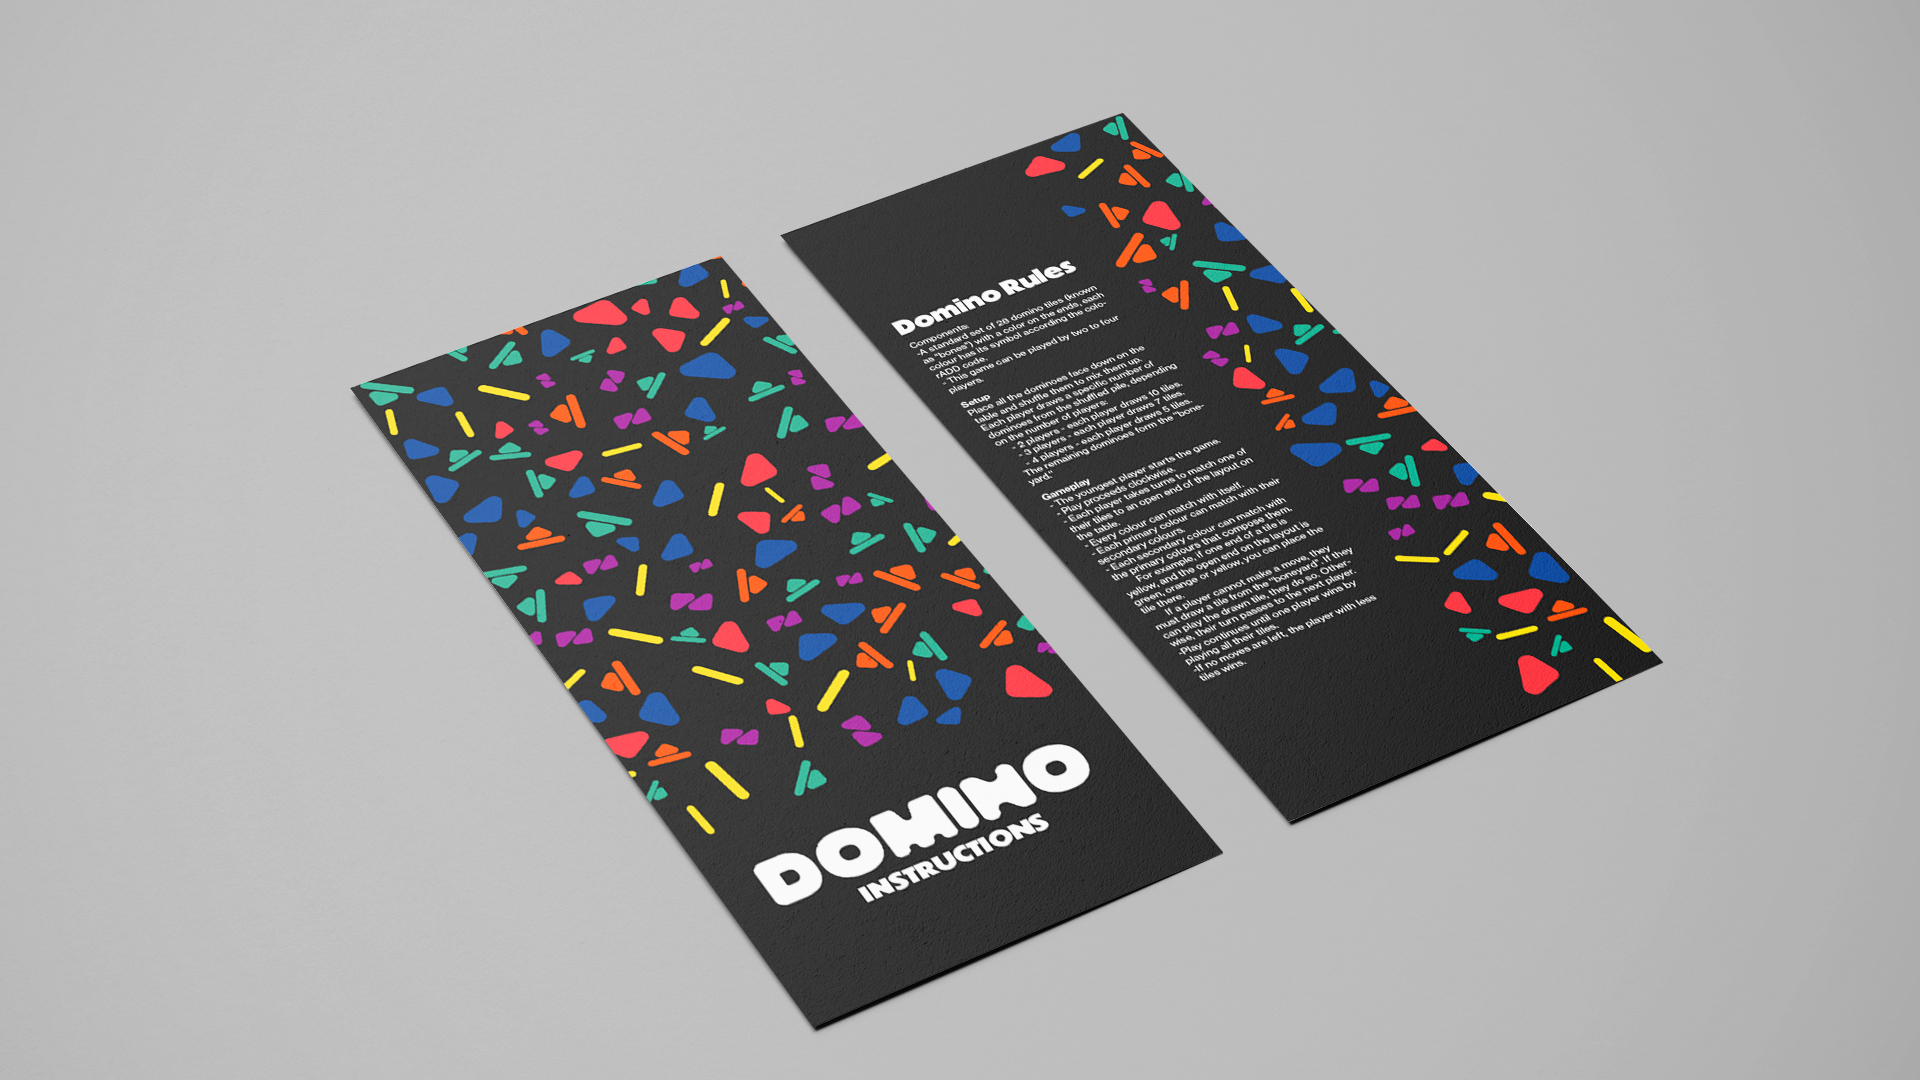 DOMINO
INSTRUCTIONS
Domino Rules
Components:
-A standard set of 28 domino tiles (known
as "bones") with a color on the ends, each
colour has its symbol according the colo-
rADD code.
- This game can be played by two to four
players.
Setup
Place all the dominoes face down on the
table and shuffle them to mix them up.
Each player draws a specific number of
dominoes from the shuffled pile, depending
on the number of players:
- 2 players - each player draws 10 tiles.
- 3 players - each player draws 7 tiles.
- 4 players - each player draws 5 tiles.
The remaining dominoes form the "bone-
yard."
Gameplay
- The youngest player starts the game.
- Play proceeds clockwise.
- Each player takes turns to match one of
their tiles to an open end of the layout on
the table.
- Every colour can match with itself.
- Each primary colour can match with their
secondary colours.
- Each secondary colour can match with
the primary colours that compose them.
For example, if one end of a tile is
yellow, and the open end on the layout is
green, orange or yellow, you can place the
tile there.
If a player cannot make a move, they
must draw a tile from the "boneyard". If they
can play the drawn tile, they do so. Other-
wise, their turn passes to the next player.
-Play continues until one player wins by
playing all their tiles.
-If no moves are left, the player with less
tiles wins.